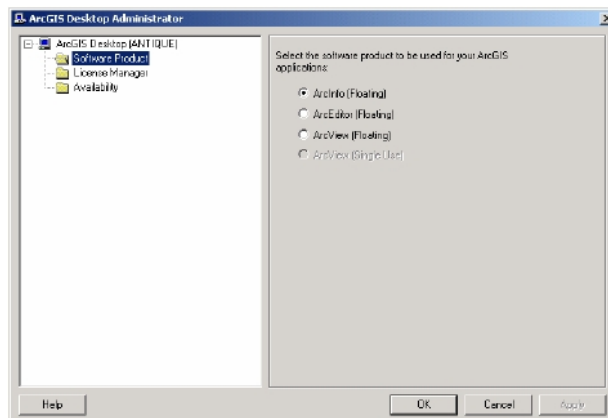 ArcGIS Desktop Administrator
ArcGIS Desktop (ANTIQUE)
Software Product
License Manager
Availability
Select the software product to be used for your ArcGIS
applications:
ArcInfo (Floating)
ArcEditor (Floating)
ArcView (Floating)
ArcView (Single Use)
Help
OK
Cancel
Apply